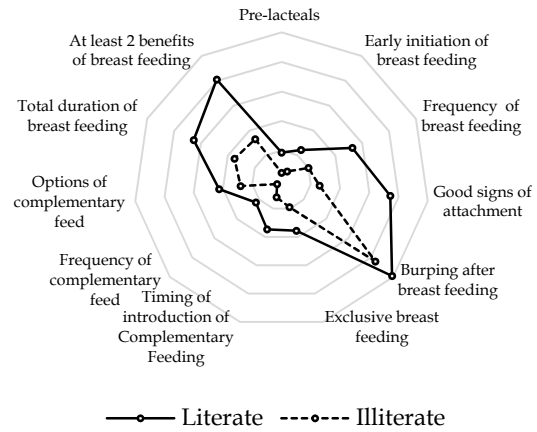 Pre-lacteals
Early initiation of
breast feeding
Frequency of
breast feeding
Good signs of
attachment
Burping after
breast feeding
Exclusive breast
feeding
Timing of
introduction of
Complementary
Feeding
Frequency of
complementary
feed
Options of
complementary
feed
Total duration of
breast feeding
At least 2 benefits
of breast feeding
Literate
Illiterate